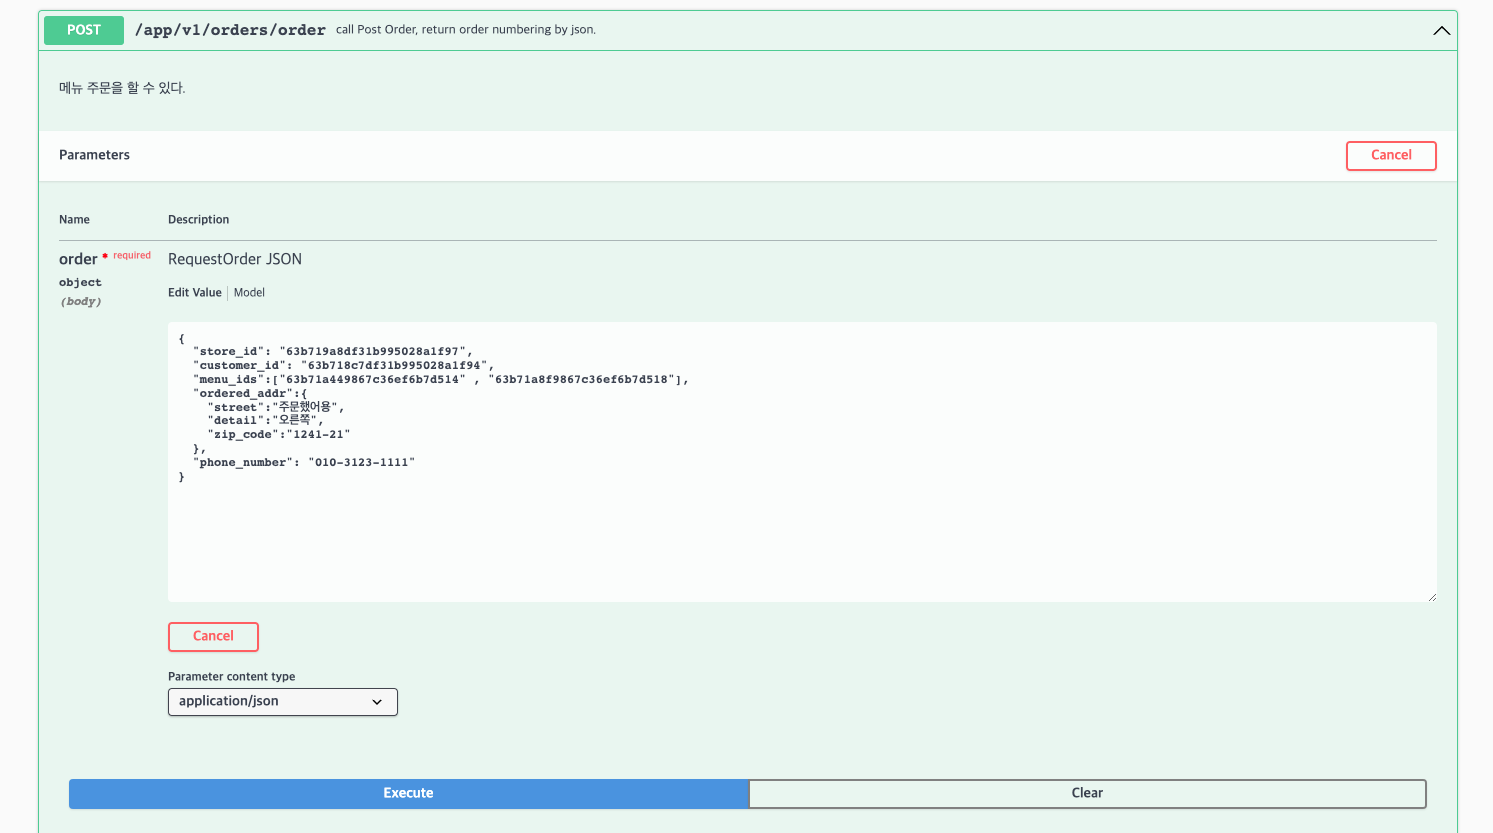 POST /app/v1/orders/order call Post Order, return order numbering by json.
메뉴 주문을 할 수 있다.
Parameters Cancel
Name Description
order * required RequestOrder JSON
object
(body)
Edit Value | Model
{
  "store_id": "63b719a8df31b995028a1f97",
  "customer_id": "63b718c7df31b995028a1f94",
  "menu_ids":["63b71a449867c36ef6b7d514" , "63b71a8f9867c36ef6b7d518"],
  "ordered_addr":{
    "street":"주문했어용",
    "detail":"오른쪽",
    "zip_code":"1241-21"
  },
  "phone_number": "010-3123-1111"
}
Cancel
Parameter content type
application/json
Execute Clear